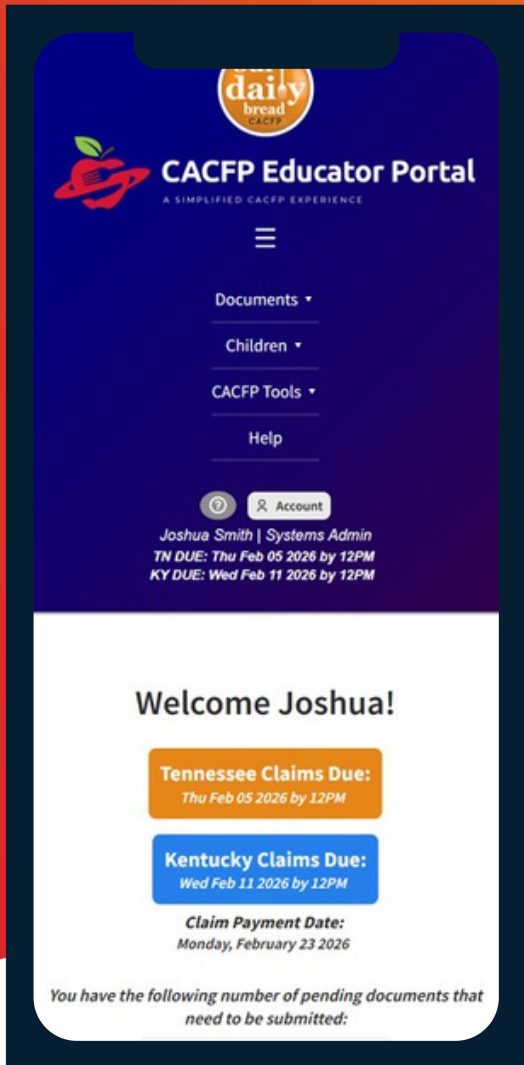 daily
bread
CACFP
CACFP Educator Portal
A SIMPLIFIED CACFP EXPERIENCE
Documents
Children
CACFP Tools
Help
? Account
Joshua Smith | Systems Admin
TN DUE: Thu Feb 05 2026 by 12PM
KY DUE: Wed Feb 11 2026 by 12PM
Welcome Joshua!
Tennessee Claims Due:
Thu Feb 05 2026 by 12PM
Kentucky Claims Due:
Wed Feb 11 2026 by 12PM
Claim Payment Date:
Monday, February 23 2026
You have the following number of pending documents that
need to be submitted: